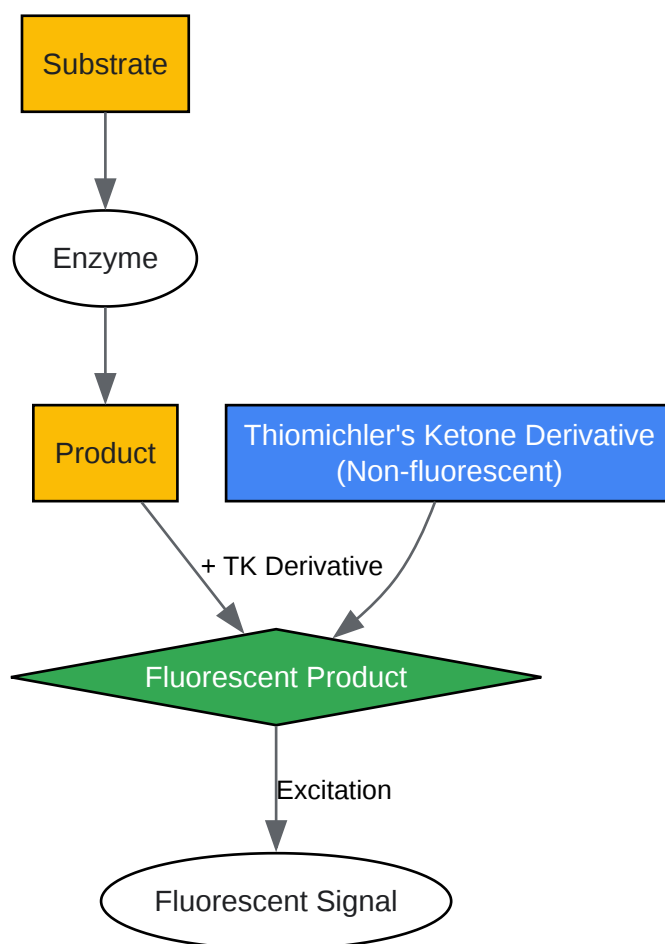 Substrate
Enzyme
Product
Thiomichler's Ketone Derivative
(Non-fluorescent)
+ TK Derivative
Fluorescent Product
Excitation
Fluorescent Signal